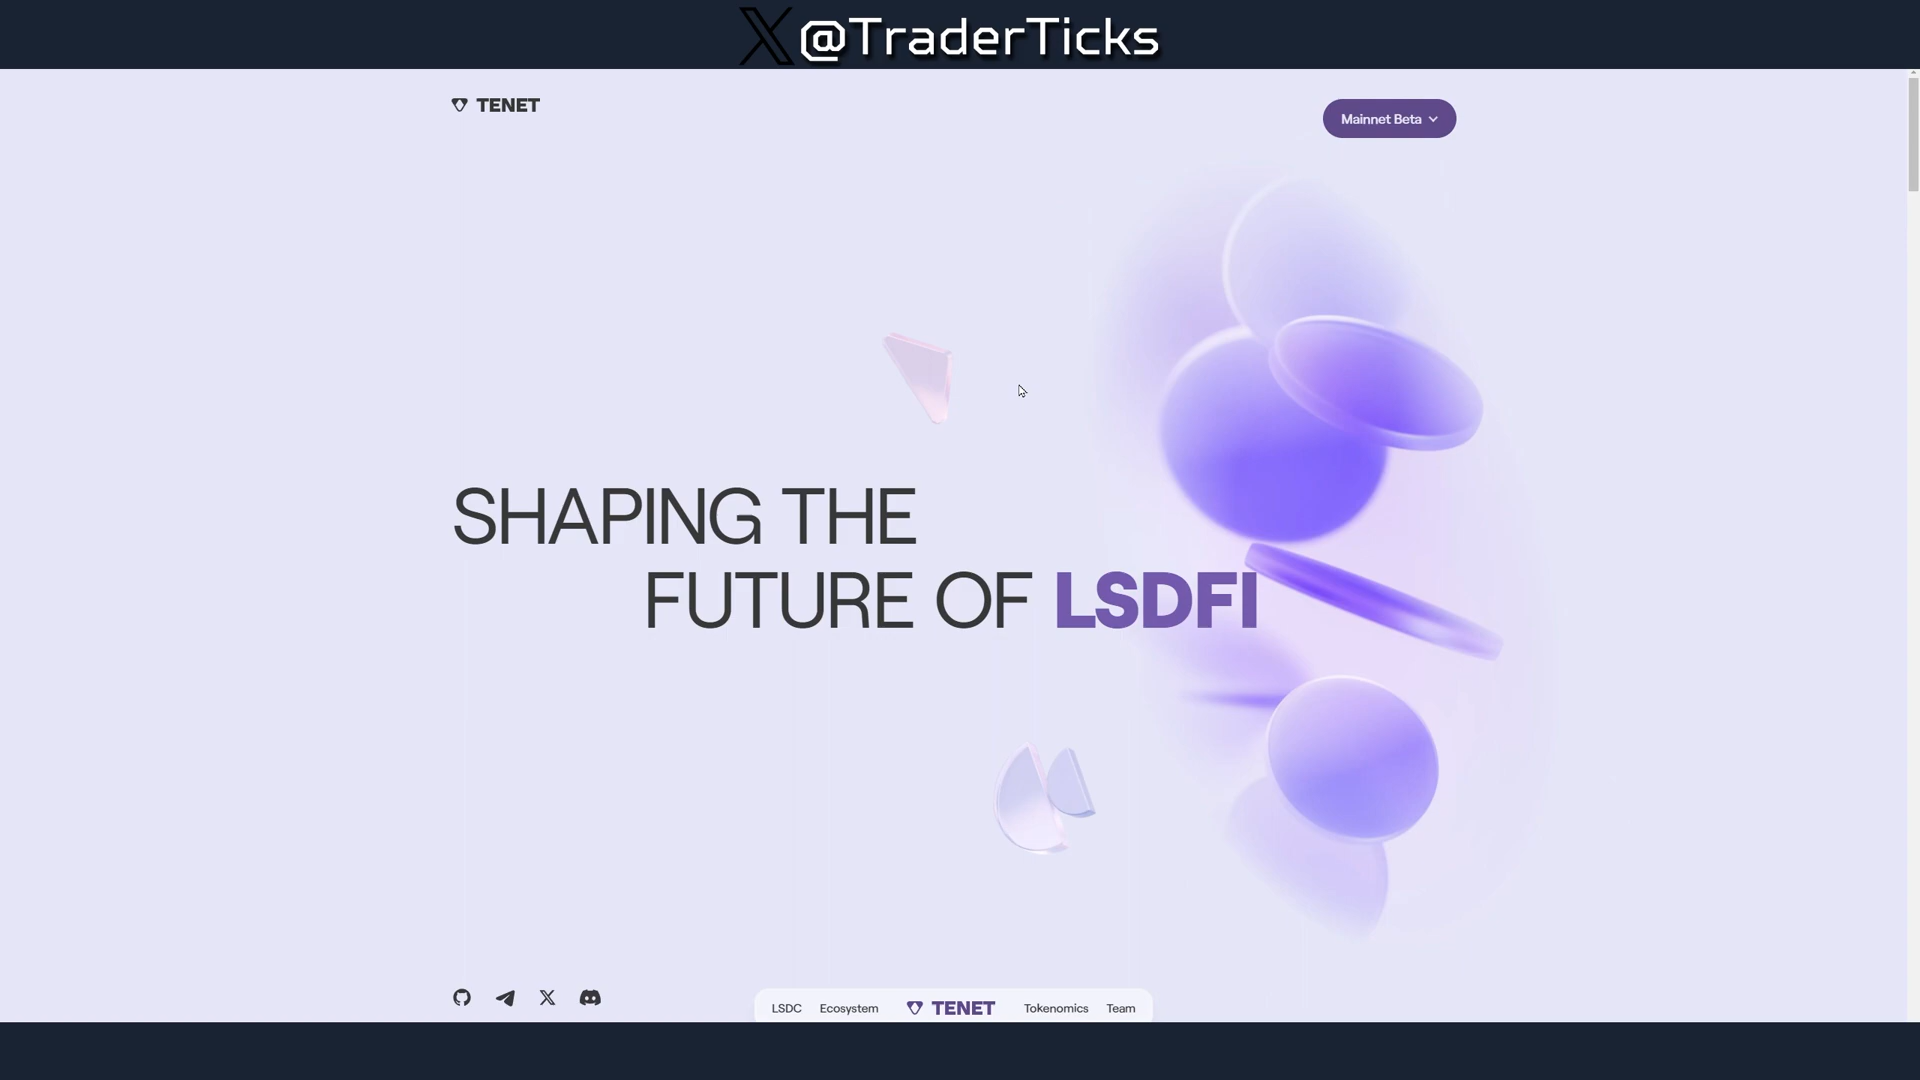 @TraderTicks
TENET
Mainnet Beta
SHAPING THE
FUTURE OF LSDFI
LSDC Ecosystem TENET Tokenomics Team